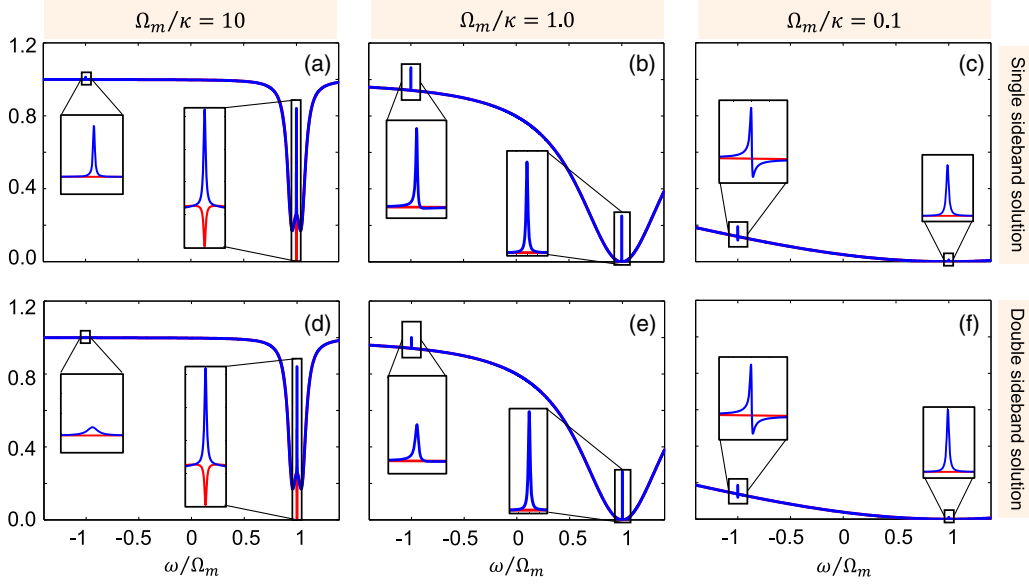 Ω_m/κ = 10
Ω_m/κ = 1.0
Ω_m/κ = 0.1
1.2
0.8
0.4
0.0
(a)
(b)
(c)
Single sideband solution
1.2
0.8
0.4
0.0
(d)
(e)
(f)
Double sideband solution
-1 -0.5 0 0.5 1
-1 -0.5 0 0.5 1
-1 -0.5 0 0.5 1
ω/Ω_m
ω/Ω_m
ω/Ω_m